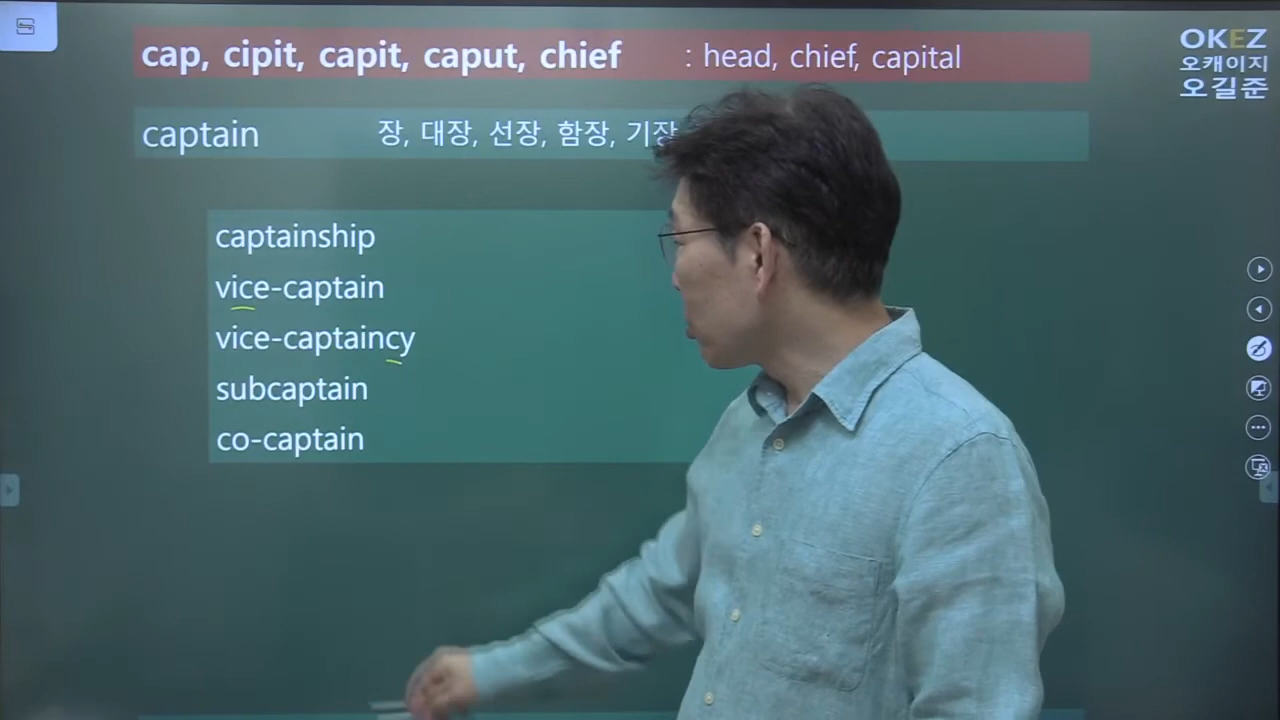 cap, cipit, capit, caput, chief : head, chief, capital
OKEZ
오캐이지
오길준
captain 장, 대장, 선장, 함장, 기장
captainship
vice-captain
vice-captaincy
subcaptain
co-captain